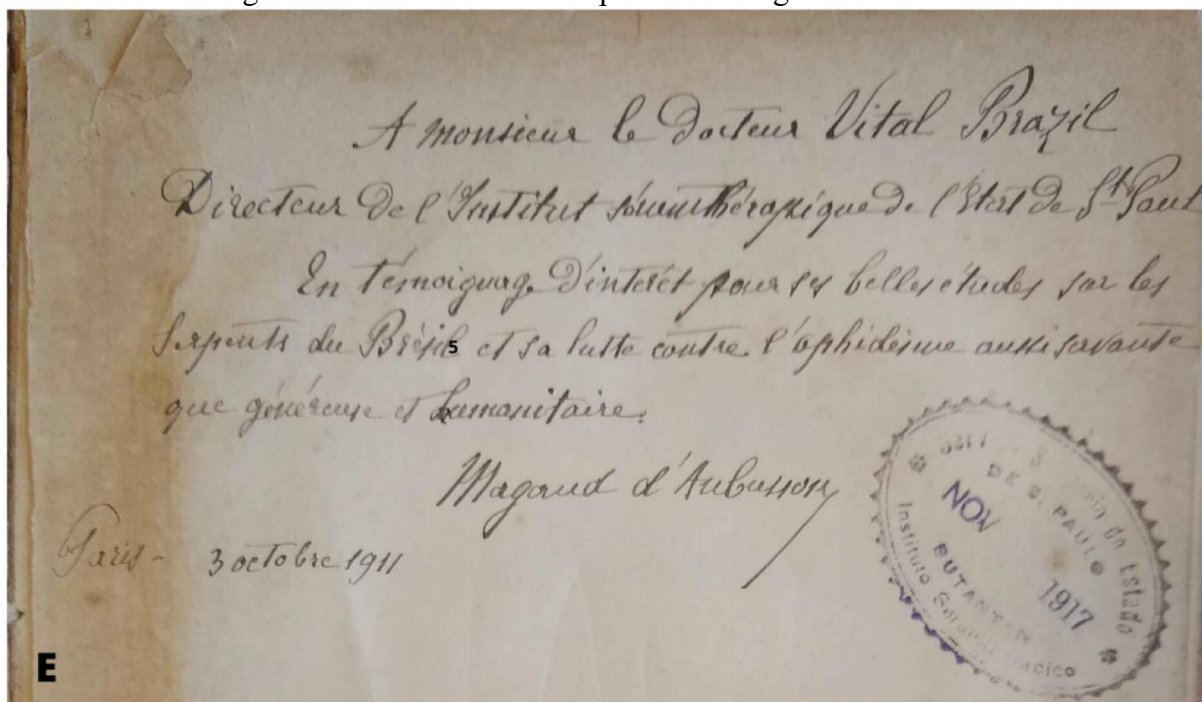 A monsieur le Docteur Vital Brazil
Directeur de l'Institut sérumthérapique de l'Etat de St Paul
En témoignage d'intérêt pour ses belles études sur les
serpents du Brésil 5 et sa lutte contre l'ophidisme aussi savante
que généreuse et humanitaire.
Magaud d'Aubusson
Paris - 3 octobre 1911
DE S. PAULO
do Estado
NOV
1917
BUTANTAN
Instituto
E